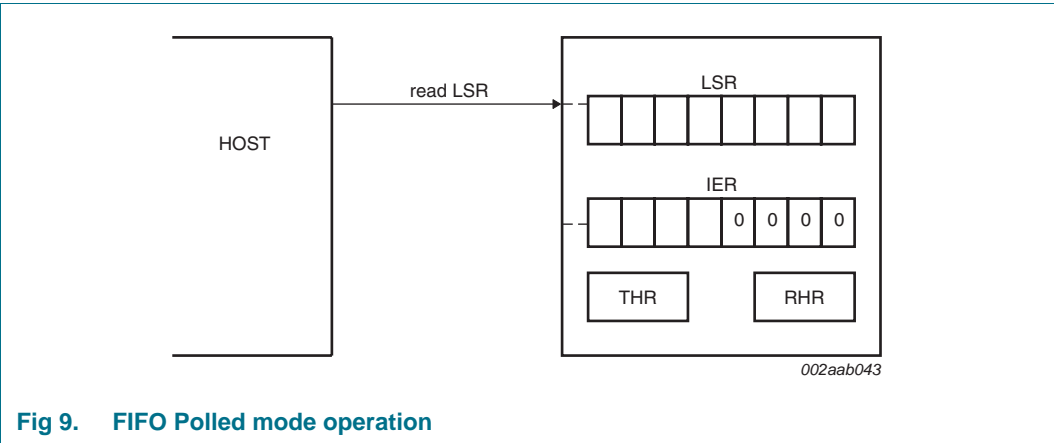 read LSR
LSR
HOST
IER
0 0 0 0
THR RHR
002aab043
Fig 9. FIFO Polled mode operation